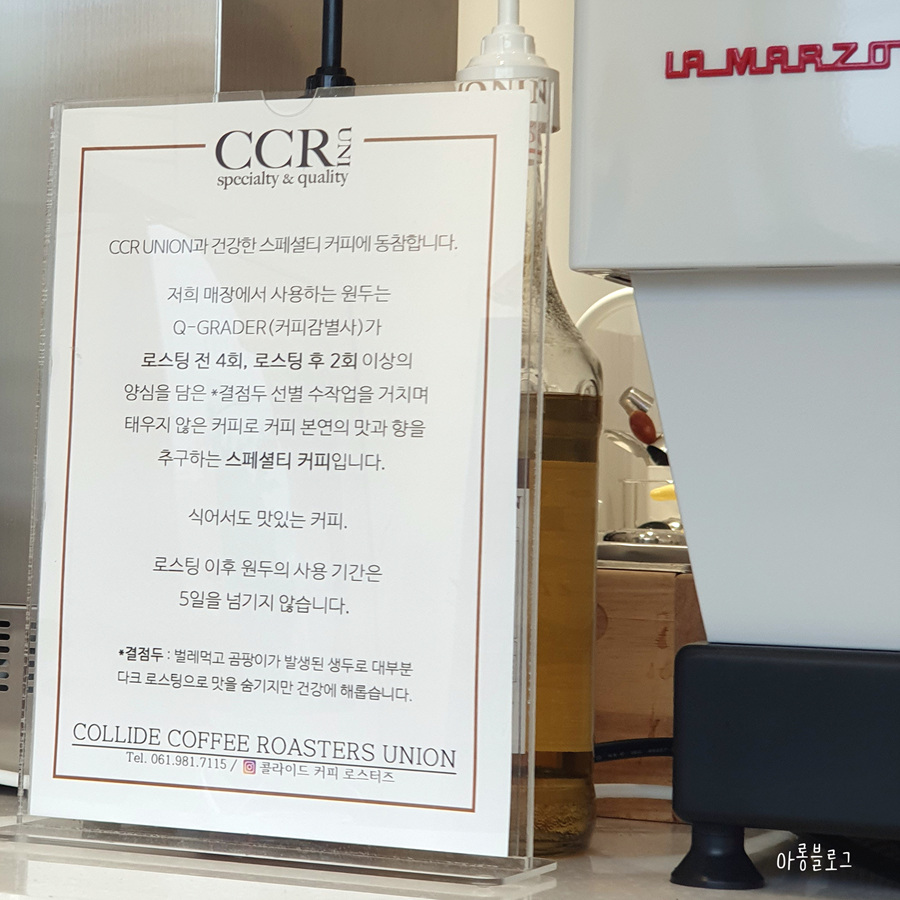 LA MARZO
CCR UNI
specialty & quality
CCR UNION과 건강한 스페셜티 커피에 동참합니다.
저희 매장에서 사용하는 원두는
Q-GRADER(커피감별사)가
로스팅 전 4회, 로스팅 후 2회 이상의
양심을 담은 *결점두 선별 수작업을 거치며
태우지 않은 커피로 커피 본연의 맛과 향을
추구하는 스페셜티 커피입니다.
식어서도 맛있는 커피.
로스팅 이후 원두의 사용 기간은
5일을 넘기지 않습니다.
*결점두 : 벌레먹고 곰팡이가 발생된 생두로 대부분
다크 로스팅으로 맛을 숨기지만 건강에 해롭습니다.
COLLIDE COFFEE ROASTERS UNION
Tel. 061.981.7115 / 콜라이드 커피 로스터즈
아롱블로그